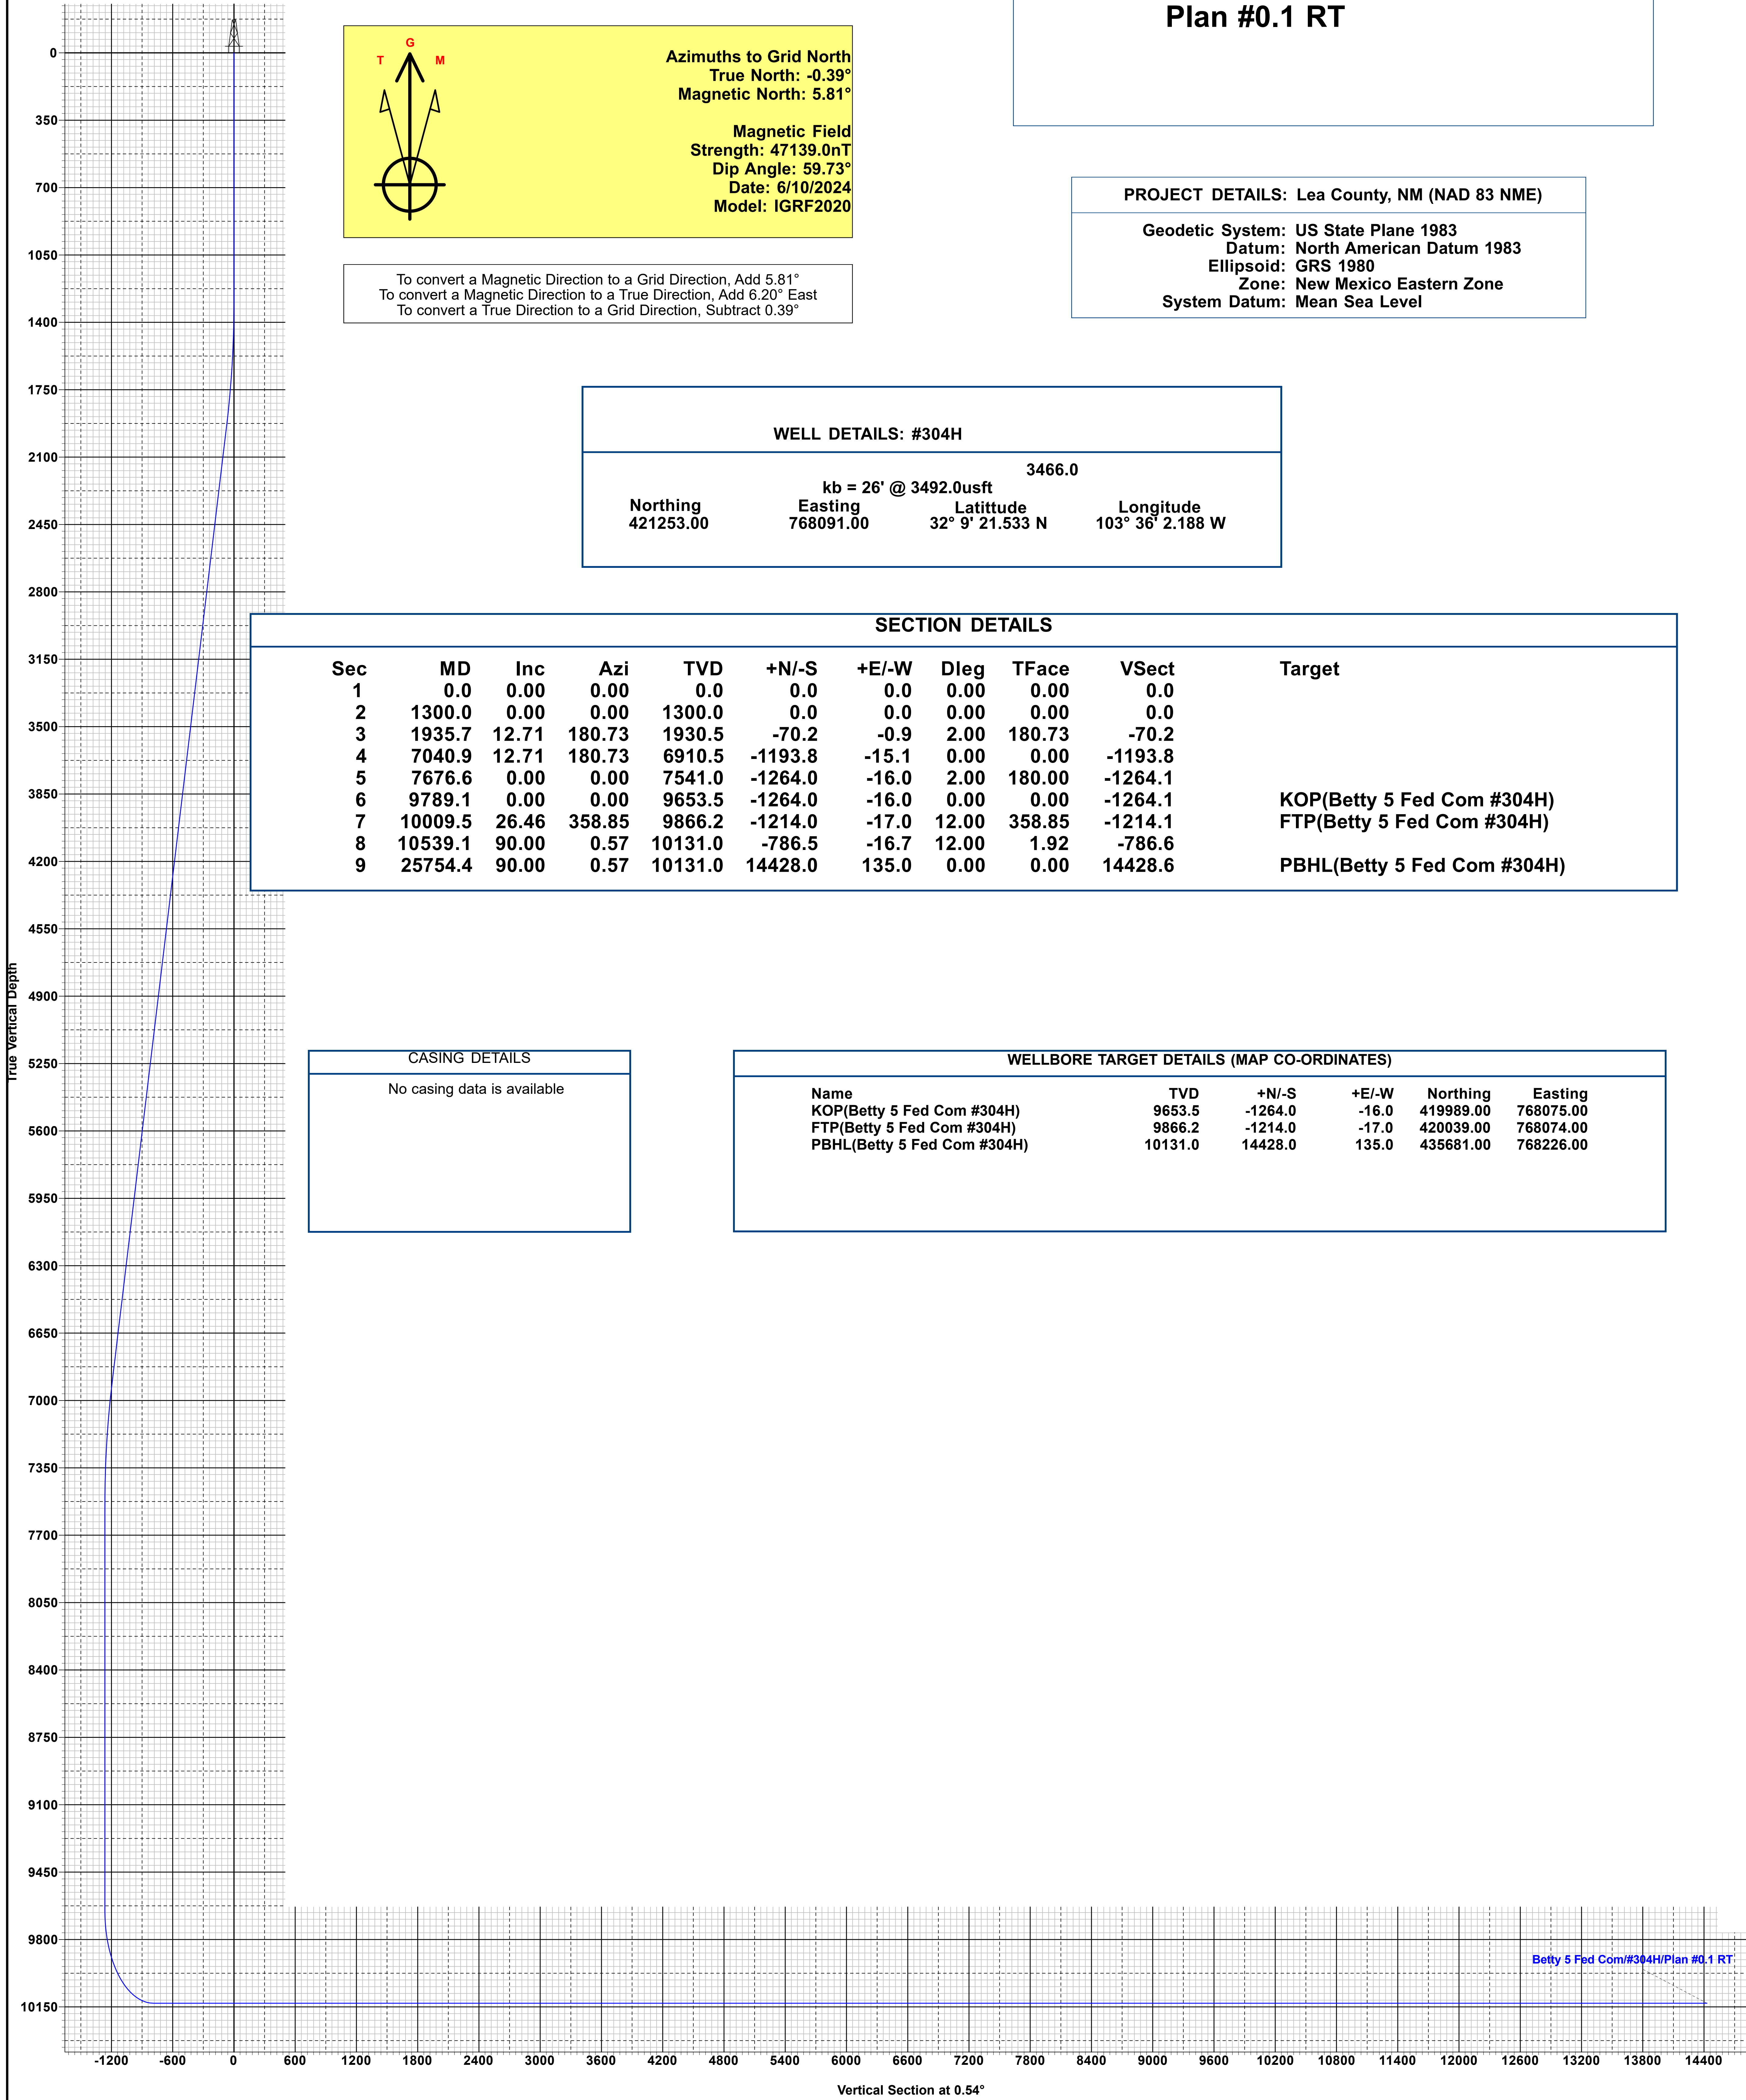 Plan #0.1 RT
G
T M
Azimuths to Grid North
True North: -0.39°
Magnetic North: 5.81°
Magnetic Field
Strength: 47139.0nT
Dip Angle: 59.73°
Date: 6/10/2024
Model: IGRF2020
To convert a Magnetic Direction to a Grid Direction, Add 5.81°
To convert a Magnetic Direction to a True Direction, Add 6.20° East
To convert a True Direction to a Grid Direction, Subtract 0.39°
PROJECT DETAILS: Lea County, NM (NAD 83 NME)
Geodetic System: US State Plane 1983
Datum: North American Datum 1983
Ellipsoid: GRS 1980
Zone: New Mexico Eastern Zone
System Datum: Mean Sea Level
WELL DETAILS: #304H
3466.0
kb = 26' @ 3492.0usft
Northing Easting Latittude Longitude
421253.00 768091.00 32° 9' 21.533 N 103° 36' 2.188 W
SECTION DETAILS
Sec MD Inc Azi TVD +N/-S +E/-W Dleg TFace VSect Target
1 0.0 0.00 0.00 0.0 0.0 0.0 0.00 0.00 0.0
2 1300.0 0.00 0.00 1300.0 0.0 0.0 0.00 0.00 0.0
3 1935.7 12.71 180.73 1930.5 -70.2 -0.9 2.00 180.73 -70.2
4 7040.9 12.71 180.73 6910.5 -1193.8 -15.1 0.00 0.00 -1193.8
5 7676.6 0.00 0.00 7541.0 -1264.0 -16.0 2.00 180.00 -1264.1
6 9789.1 0.00 0.00 9653.5 -1264.0 -16.0 0.00 0.00 -1264.1 KOP(Betty 5 Fed Com #304H)
7 10009.5 26.46 358.85 9866.2 -1214.0 -17.0 12.00 358.85 -1214.1 FTP(Betty 5 Fed Com #304H)
8 10539.1 90.00 0.57 10131.0 -786.5 -16.7 12.00 1.92 -786.6
9 25754.4 90.00 0.57 10131.0 14428.0 135.0 0.00 0.00 14428.6 PBHL(Betty 5 Fed Com #304H)
CASING DETAILS
No casing data is available
WELLBORE TARGET DETAILS (MAP CO-ORDINATES)
Name TVD +N/-S +E/-W Northing Easting
KOP(Betty 5 Fed Com #304H) 9653.5 -1264.0 -16.0 419989.00 768075.00
FTP(Betty 5 Fed Com #304H) 9866.2 -1214.0 -17.0 420039.00 768074.00
PBHL(Betty 5 Fed Com #304H) 10131.0 14428.0 135.0 435681.00 768226.00
True Vertical Depth
0
350
700
1050
1400
1750
2100
2450
2800
3150
3500
3850
4200
4550
4900
5250
5600
5950
6300
6650
7000
7350
7700
8050
8400
8750
9100
9450
9800
10150
Betty 5 Fed Com/#304H/Plan #0.1 RT
-1200 -600 0 600 1200 1800 2400 3000 3600 4200 4800 5400 6000 6600 7200 7800 8400 9000 9600 10200 10800 11400 12000 12600 13200 13800 14400
Vertical Section at 0.54°